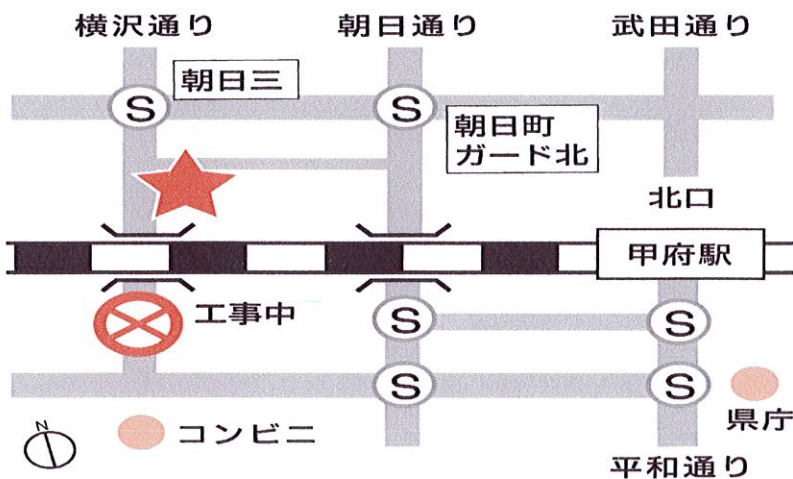 横沢通り
朝日通り
武田通り
S
朝日三
S
朝日町
ガード北
北口
甲府駅
工事中
S
S
S
S
県庁
コンビニ
N
平和通り